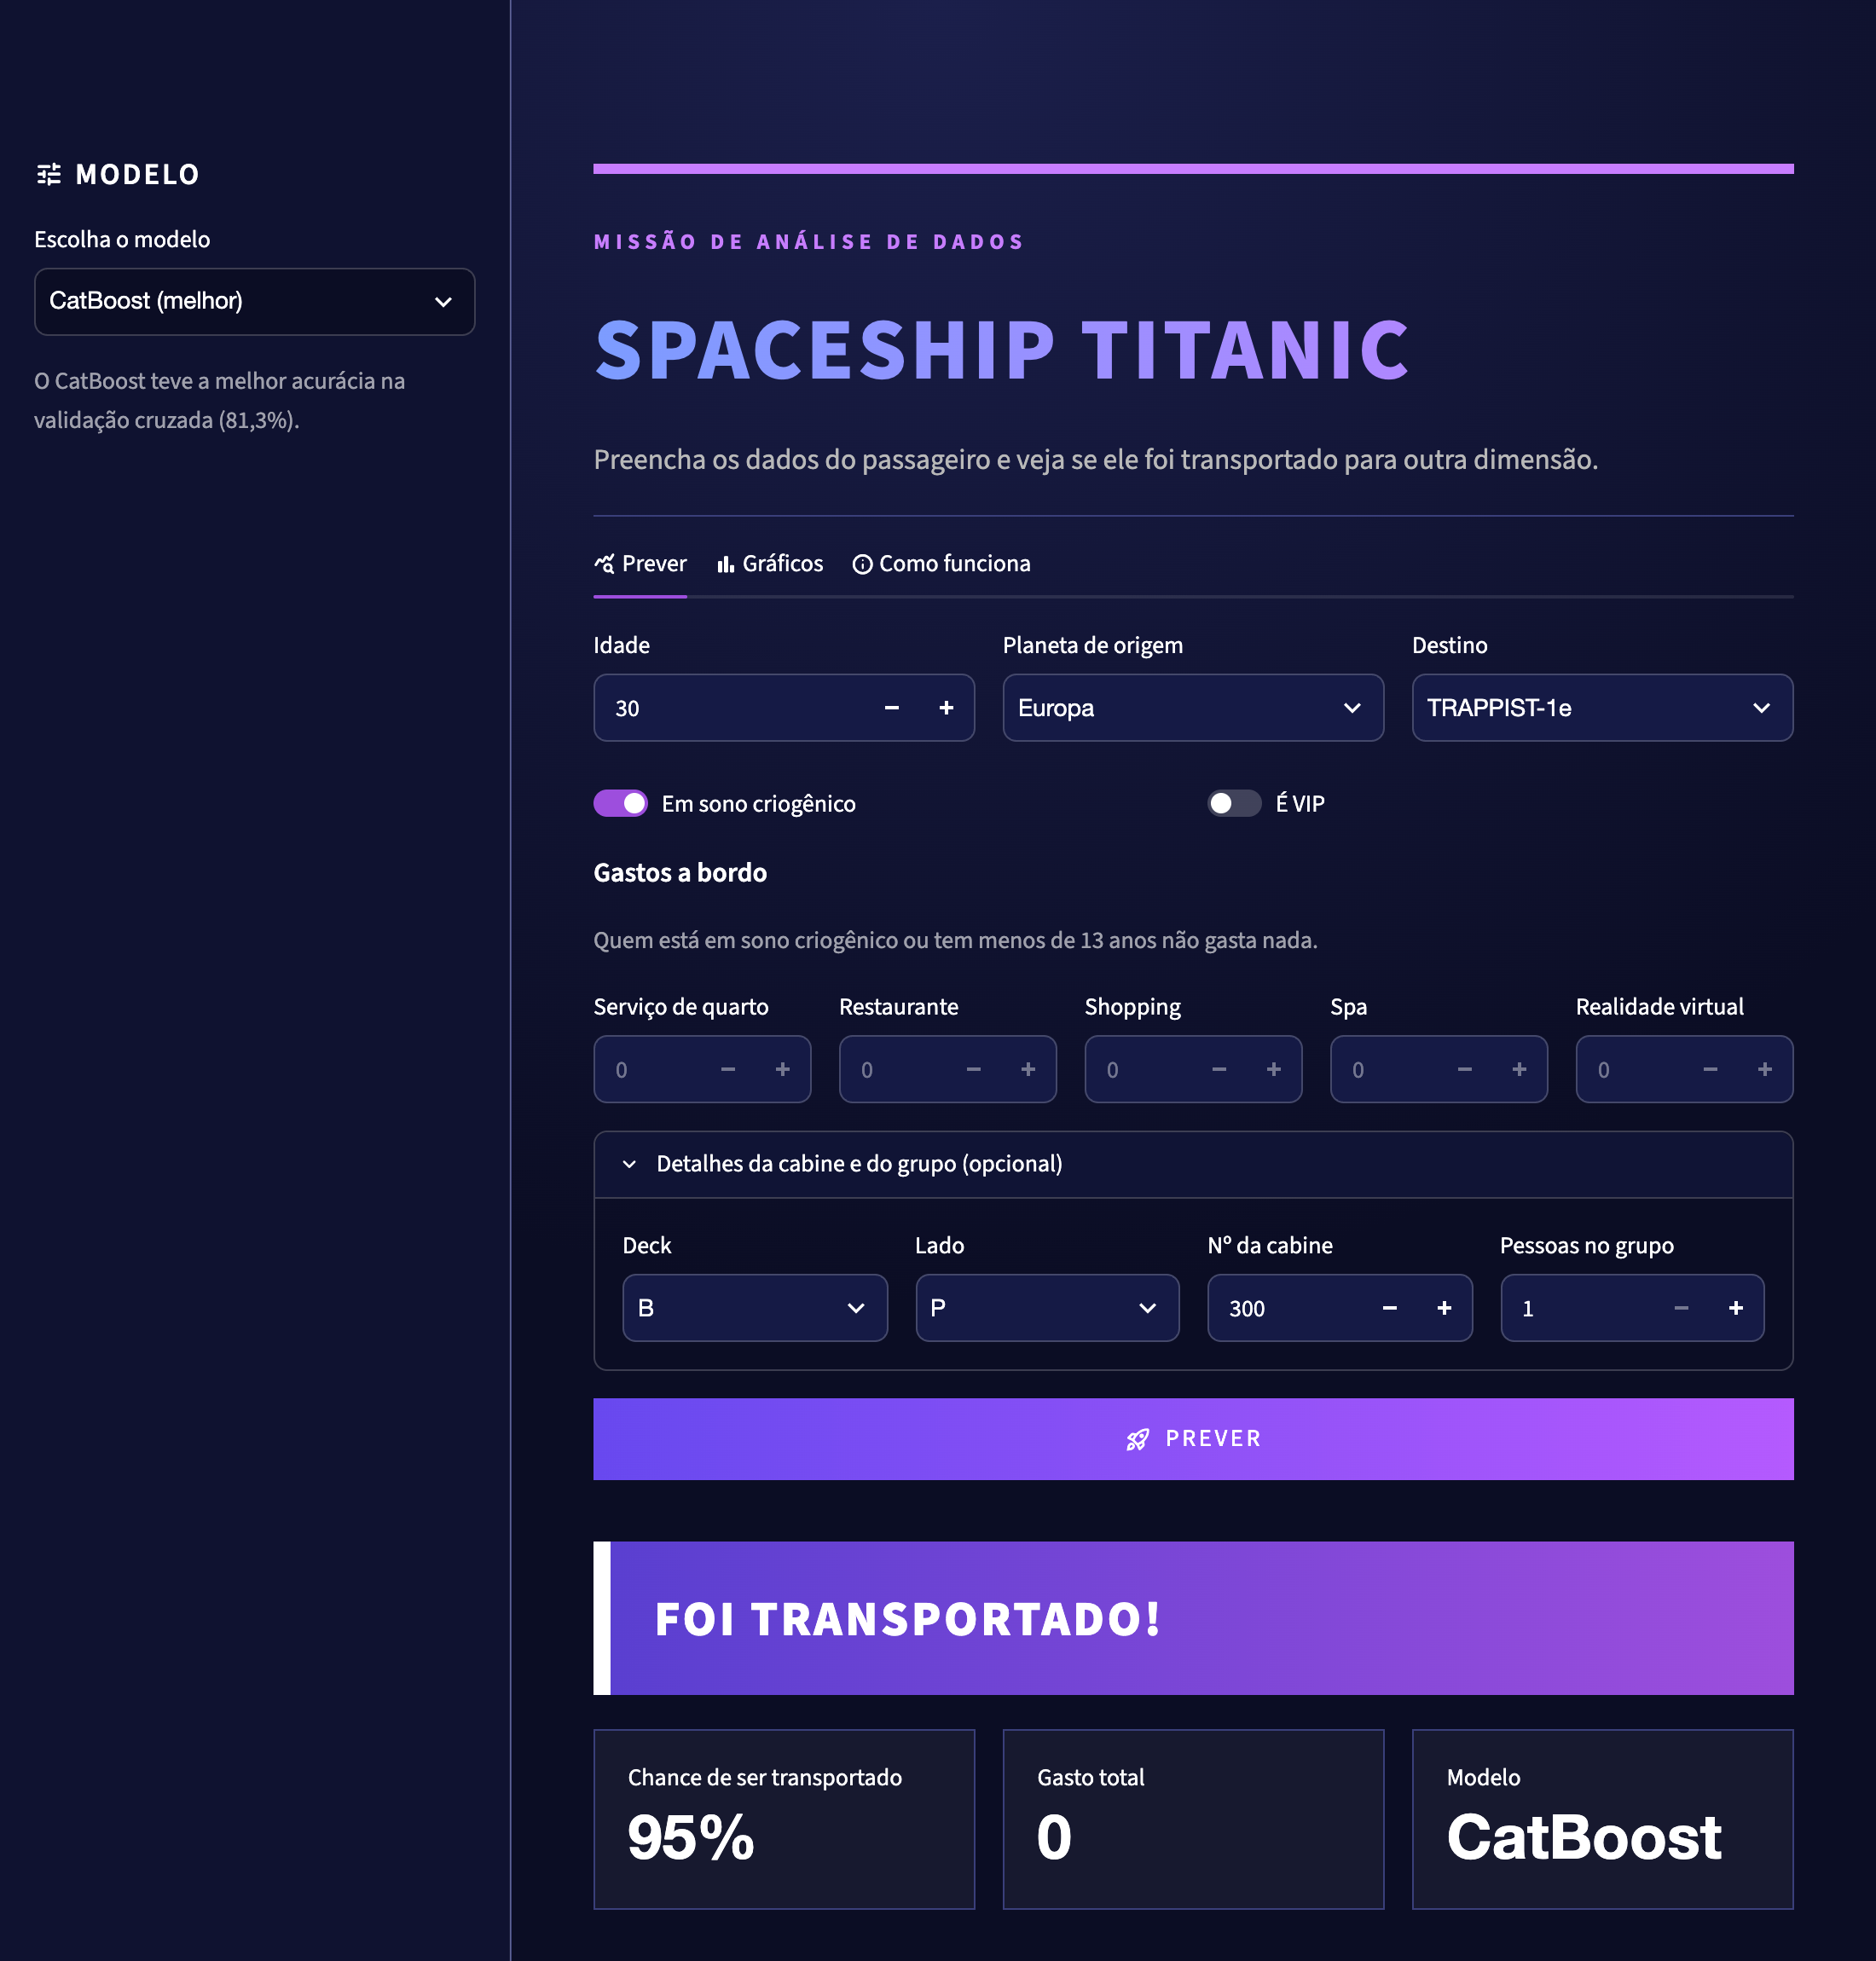 MODELO
Escolha o modelo
CatBoost (melhor)
O CatBoost teve a melhor acurácia na
validação cruzada (81,3%).
MISSÃO DE ANÁLISE DE DADOS
SPACESHIP TITANIC
Preencha os dados do passageiro e veja se ele foi transportado para outra dimensão.
Prever Gráficos Como funciona
Idade Planeta de origem Destino
30 Europa TRAPPIST-1e
Em sono criogênico É VIP
Gastos a bordo
Quem está em sono criogênico ou tem menos de 13 anos não gasta nada.
Serviço de quarto Restaurante Shopping Spa Realidade virtual
0 0 0 0 0
Detalhes da cabine e do grupo (opcional)
Deck Lado Nº da cabine Pessoas no grupo
B P 300 1
PREVER
FOI TRANSPORTADO!
Chance de ser transportado Gasto total Modelo
95% 0 CatBoost